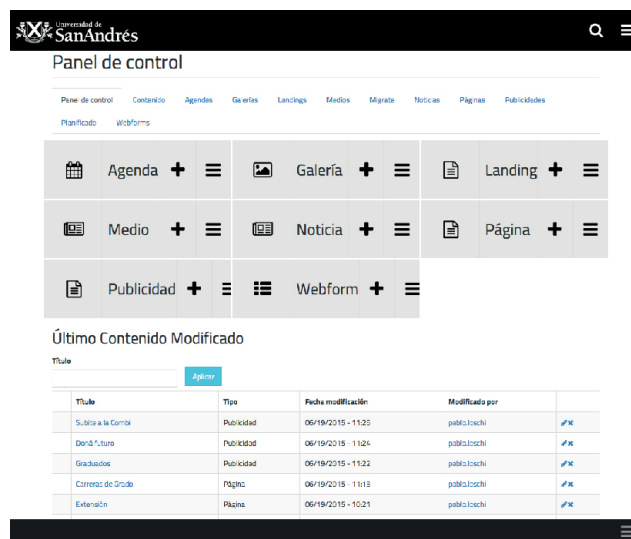 Universidad de
SanAndrés
Panel de control
Panel de control Contenido Agendas Galerías Landings Medios Migrate Noticias Páginas Publicidades
Planificado Webforms
Agenda Galería Landing
Medio Noticia Página
Publicidad Webform
Último Contenido Modificado
Título
Aplicar
Título Tipo Fecha modificación Modificado por
Subite a la Combi Publicidad 06/19/2015 - 11:25 pablo.loschi
Doná futuro Publicidad 06/19/2015 - 11:24 pablo.loschi
Graduados Publicidad 06/19/2015 - 11:22 pablo.loschi
Carreras de Grado Página 06/19/2015 - 11:13 pablo.loschi
Extensión Página 06/19/2015 - 10:21 pablo.loschi